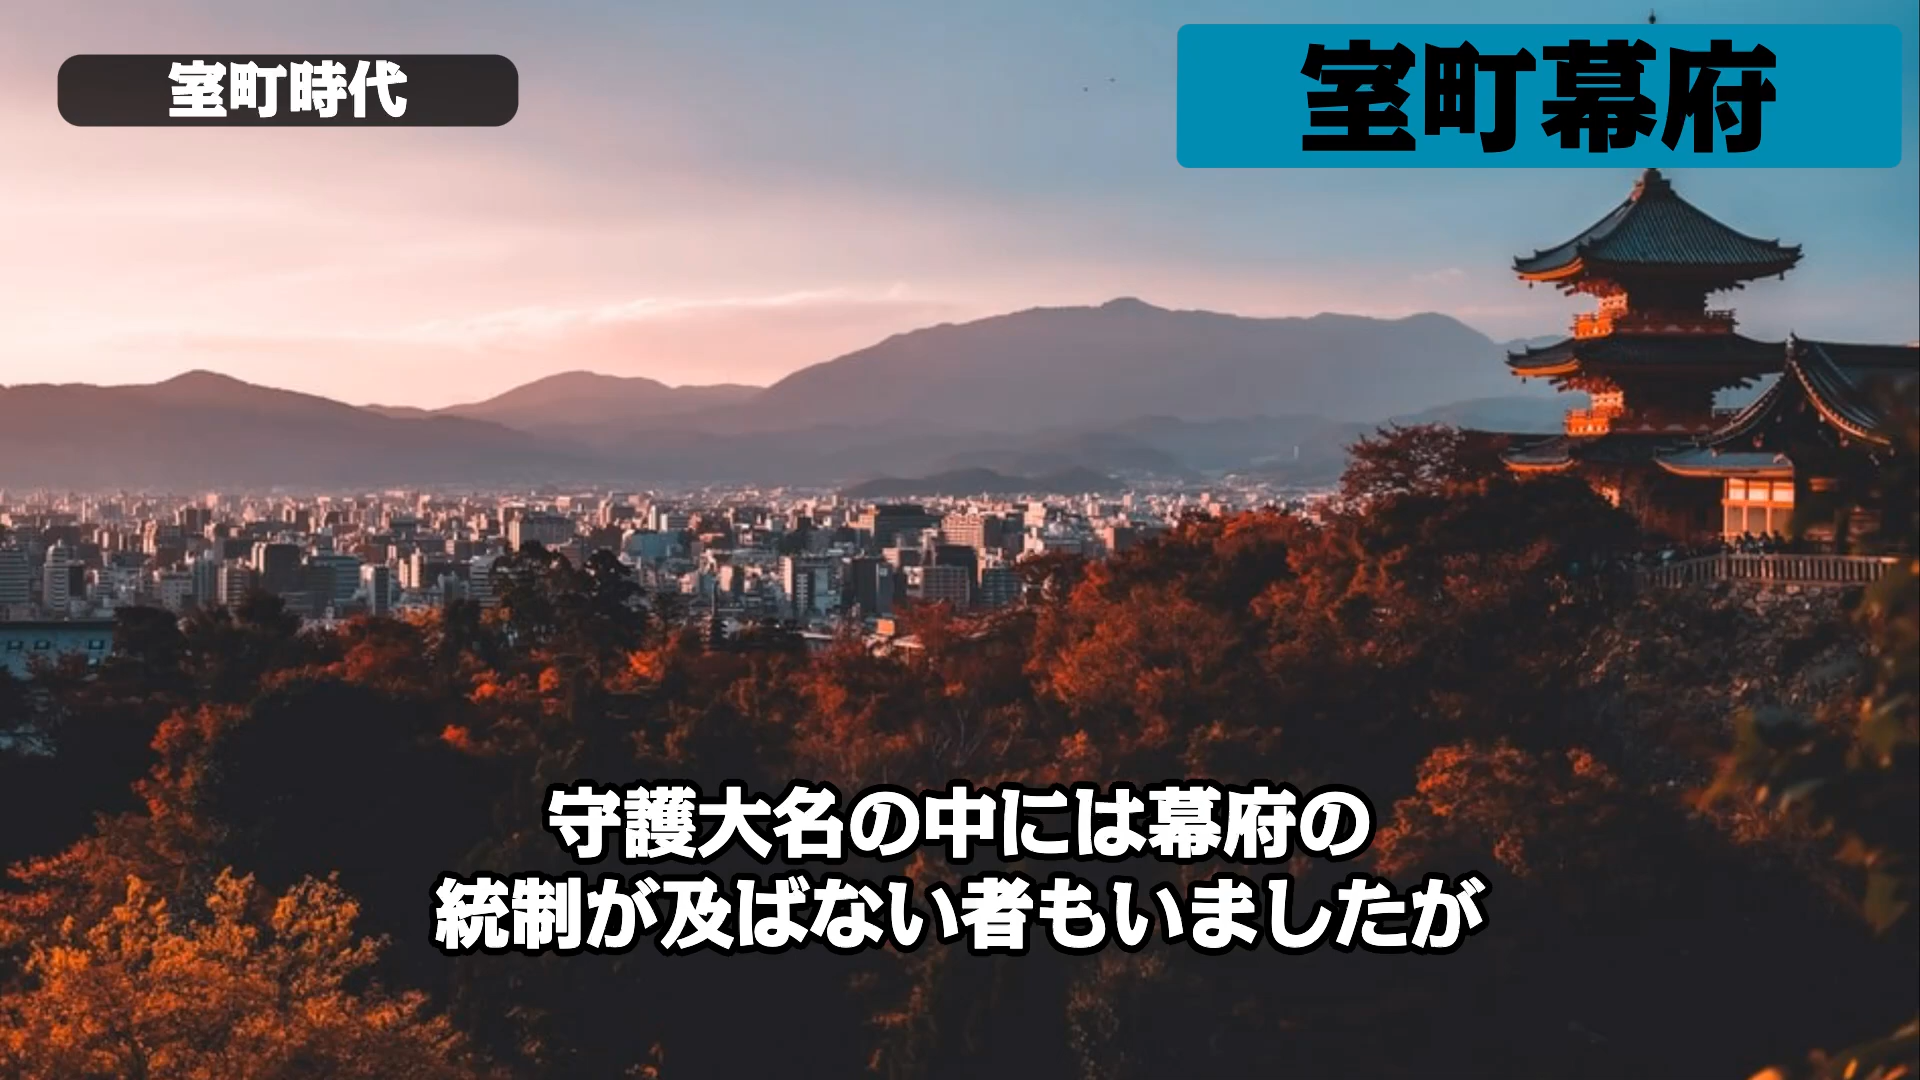 室町時代
室町幕府
守護大名の中には幕府の
統制が及ばない者もいましたが